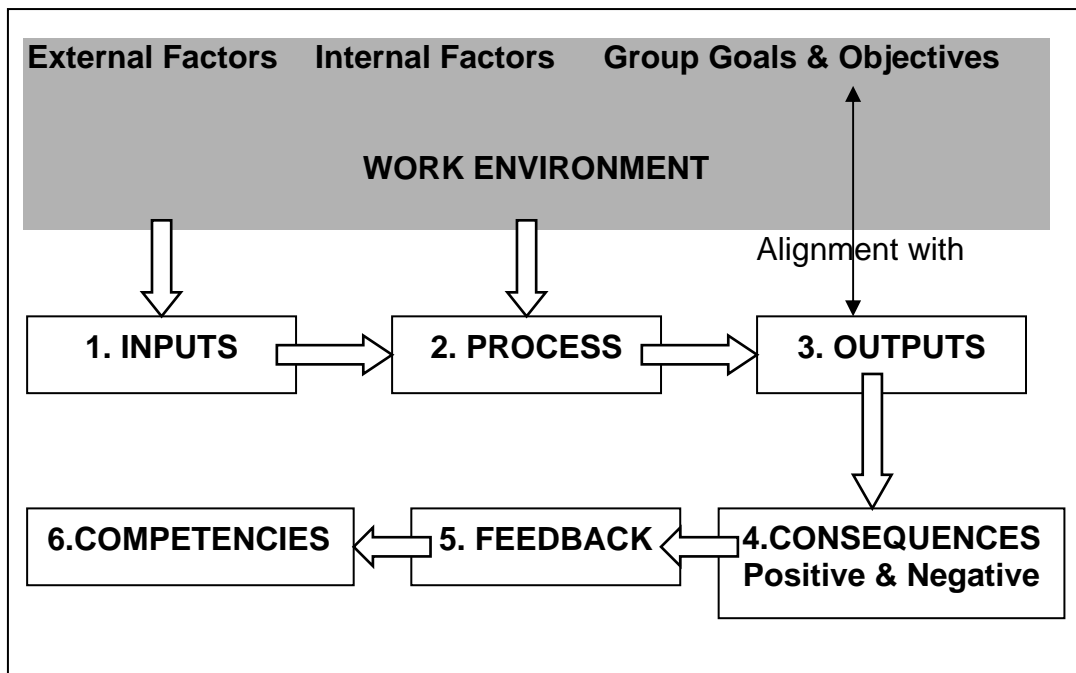 External Factors Internal Factors Group Goals & Objectives
WORK ENVIRONMENT
Alignment with
1. INPUTS
2. PROCESS
3. OUTPUTS
6.COMPETENCIES
5. FEEDBACK
4.CONSEQUENCES
Positive & Negative